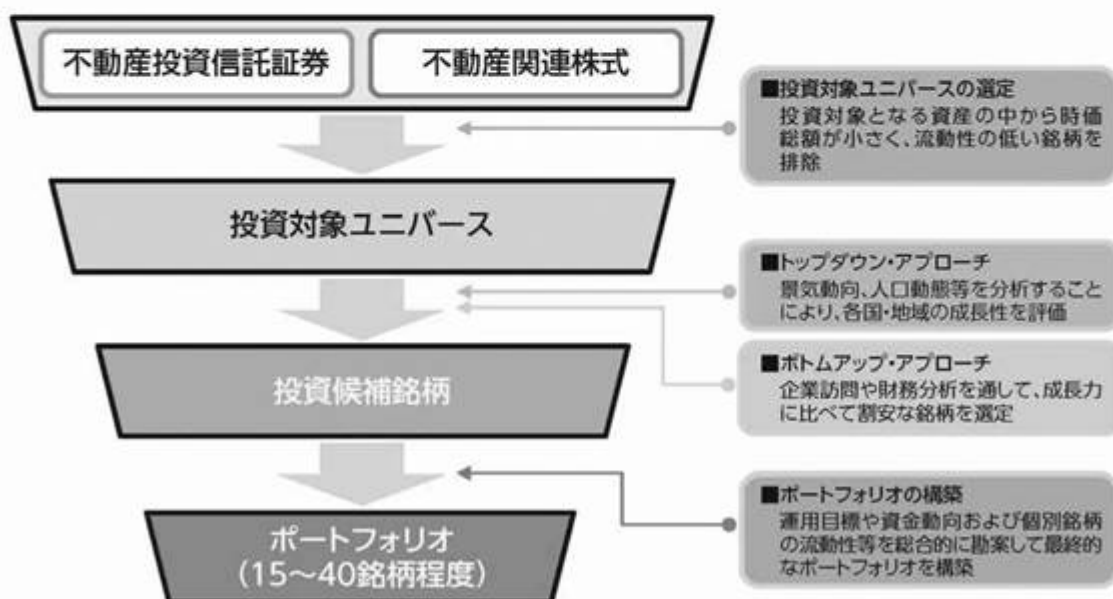 不動産投資信託証券
不動産関連株式
■投資対象ユニバースの選定
投資対象となる資産の中から時価
総額が小さく、流動性の低い銘柄を
排除
投資対象ユニバース
■トップダウン・アプローチ
景気動向、人口動態等を分析すること
により、各国・地域の成長性を評価
■ボトムアップ・アプローチ
企業訪問や財務分析を通して、成長力
に比べて割安な銘柄を選定
投資候補銘柄
■ポートフォリオの構築
運用目標や資金動向および個別銘柄
の流動性等を総合的に勘案して最終的
なポートフォリオを構築
ポートフォリオ
(15～40銘柄程度)